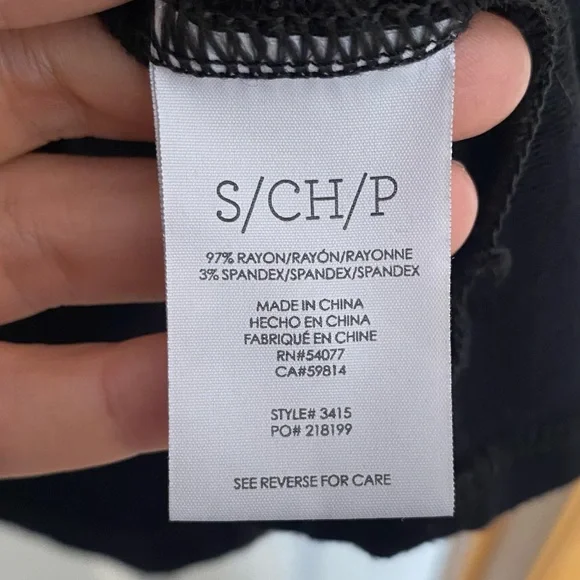 S/CH/P
97% RAYON/RAYÓN/RAYONNE
3% SPANDEX/SPANDEX/SPANDEX
MADE IN CHINA
HECHO EN CHINA
FABRIQUÉ EN CHINE
RN#54077
CA#59814
STYLE# 3415
PO# 218199
SEE REVERSE FOR CARE